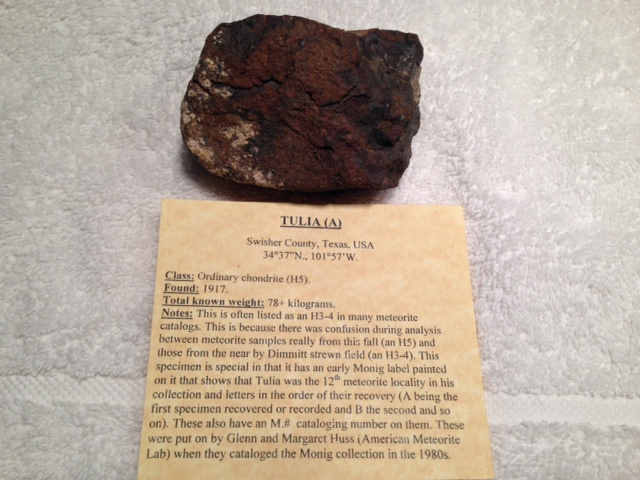 TULIA (A)
Swisher County, Texas, USA
34°37"N., 101°57'W.
Class: Ordinary chondrite (H5).
Found: 1917.
Total known weight: 78+ kilograms.
Notes: This is often listed as an H3-4 in many meteorite
catalogs. This is because there was confusion during analysis
between meteorite samples really from this fall (an H5) and
those from the near by Dimmitt strewn field (an H3-4). This
specimen is special in that it has an early Monig label painted
on it that shows that Tulia was the 12th meteorite locality in his
collection and letters in the order of their recovery (A being the
first specimen recovered or recorded and B the second and so
on). These also have an M.# cataloging number on them. These
were put on by Glenn and Margaret Huss (American Meteorite
Lab) when they cataloged the Monig collection in the 1980s.